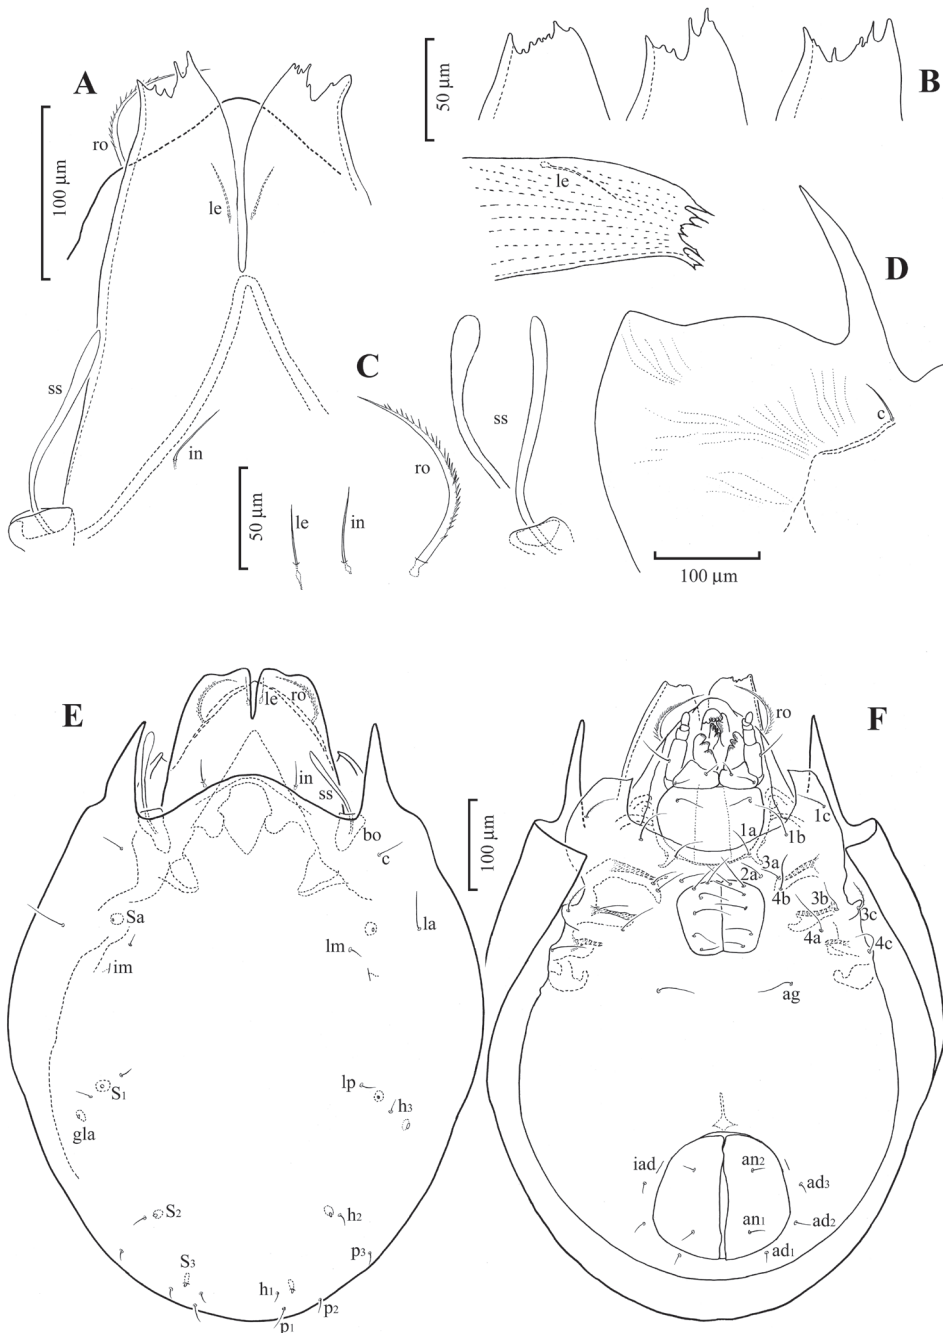 A
B
50 µm
ro
100 µm
le
le
D
C
ss
ss
c
in
ro
50 µm
le
in
100 µm
E
le
ro
F
ro
in
ss
bo
c
100 µm
1a
1b
1c
3a
2a
4b
3b
3c
4a
4c
Sa
la
lm
im
ag
lp
S1
h3
gla
iad
an2
ad3
S2
h2
an1
ad2
S3
p3
ad1
h1
p2
p1